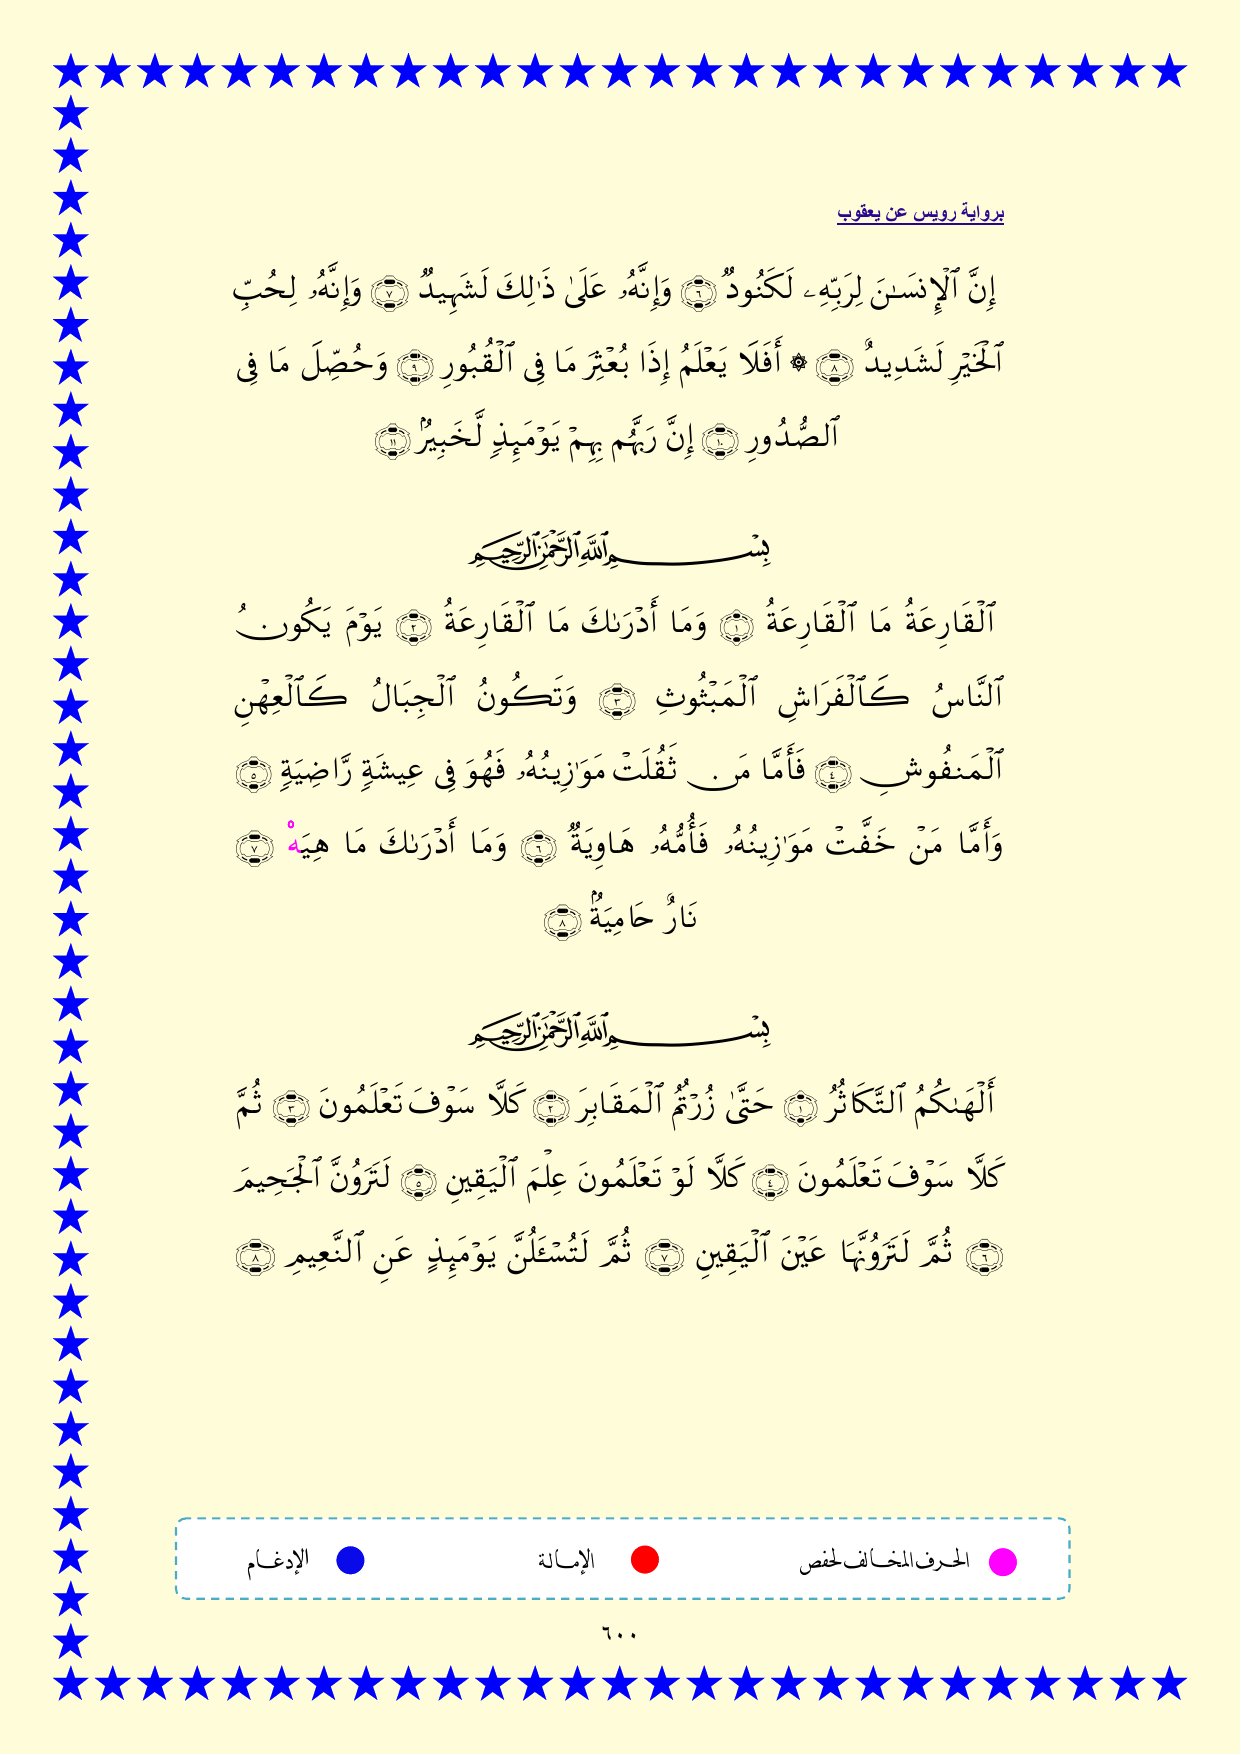 برواية رويس عن يعقوب
إِنَّ ٱلْإِنسَٰنَ لِرَبِّهِۦ لَكَنُودٌ ٦ وَإِنَّهُۥ عَلَىٰ ذَٰلِكَ لَشَهِيدٌ ٧ وَإِنَّهُۥ لِحُبِّ
ٱلْخَيْرِ لَشَدِيدٌ ٨ ۞ أَفَلَا يَعْلَمُ إِذَا بُعْثِرَ مَا فِى ٱلْقُبُورِ ٩ وَحُصِّلَ مَا فِى
ٱلصُّدُورِ ١٠ إِنَّ رَبَّهُم بِهِمْ يَوْمَئِذٍ لَّخَبِيرٌۢ ١١
بِسْمِ ٱللَّهِ ٱلرَّحْمَٰنِ ٱلرَّحِيمِ
ٱلْقَارِعَةُ مَا ٱلْقَارِعَةُ ١ وَمَا أَدْرَىٰكَ مَا ٱلْقَارِعَةُ ٢ يَوْمَ يَكُونُ
ٱلنَّاسُ كَٱلْفَرَاشِ ٱلْمَبْثُوثِ ٣ وَتَكُونُ ٱلْجِبَالُ كَٱلْعِهْنِ
ٱلْمَنفُوشِ ٤ فَأَمَّا مَن ثَقُلَتْ مَوَٰزِينُهُۥ فَهُوَ فِى عِيشَةٍ رَّاضِيَةٍ ٥
وَأَمَّا مَنْ خَفَّتْ مَوَٰزِينُهُۥ فَأُمُّهُۥ هَاوِيَةٌ ٦ وَمَا أَدْرَىٰكَ مَا هِيَهْ ٧
نَارٌ حَامِيَةٌۢ ٨
بِسْمِ ٱللَّهِ ٱلرَّحْمَٰنِ ٱلرَّحِيمِ
أَلْهَىٰكُمُ ٱلتَّكَاثُرُ ١ حَتَّىٰ زُرْتُمُ ٱلْمَقَابِرَ ٢ كَلَّا سَوْفَ تَعْلَمُونَ ٣ ثُمَّ
كَلَّا سَوْفَ تَعْلَمُونَ ٤ كَلَّا لَوْ تَعْلَمُونَ عِلْمَ ٱلْيَقِينِ ٥ لَتَرَوُنَّ ٱلْجَحِيمَ
٦ ثُمَّ لَتَرَوُنَّهَا عَيْنَ ٱلْيَقِينِ ٧ ثُمَّ لَتُسْـَٔلُنَّ يَوْمَئِذٍ عَنِ ٱلنَّعِيمِ ٨
الحرف المخالف لحفص الإمالة الإدغام
٦٠٠